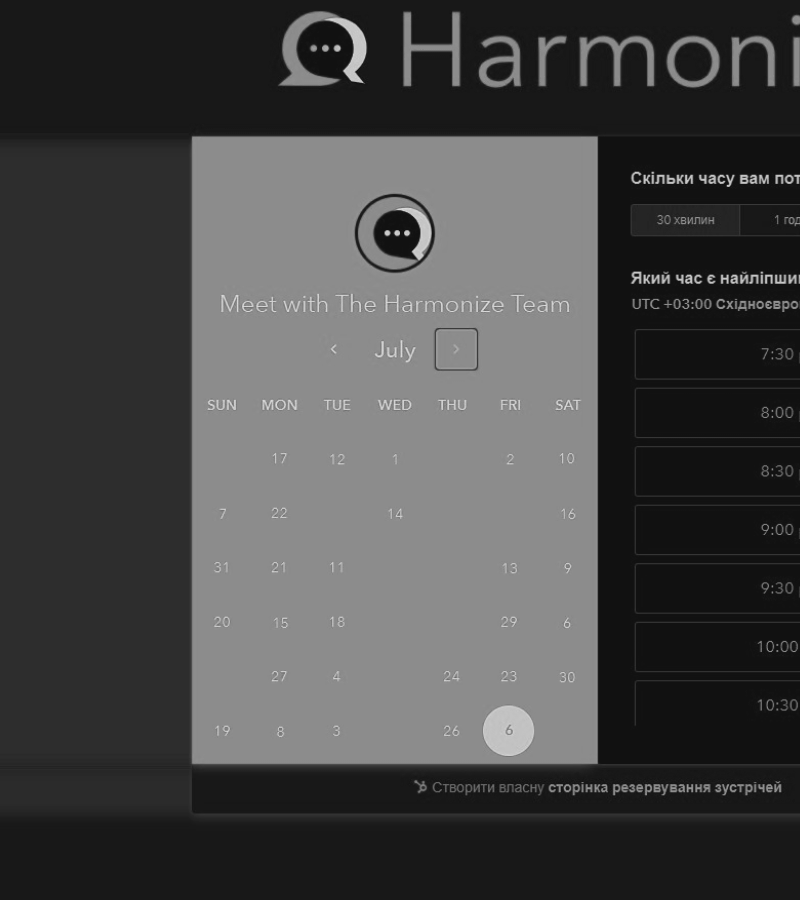 Harmoni
Meet with The Harmonize Team
July
SUN MON TUE WED THU FRI SAT
17 12 1 2 10
7 22 14 16
31 21 11 13 9
20 15 18 29 6
27 4 24 23 30
19 8 3 26 6
Скільки часу вам пот
30 хвилин 1 год
Який час є найліпши
UTC +03:00 Східноєвро
7:30
8:00
8:30
9:00
9:30
10:00
10:30
Створити власну сторінка резервування зустрічей